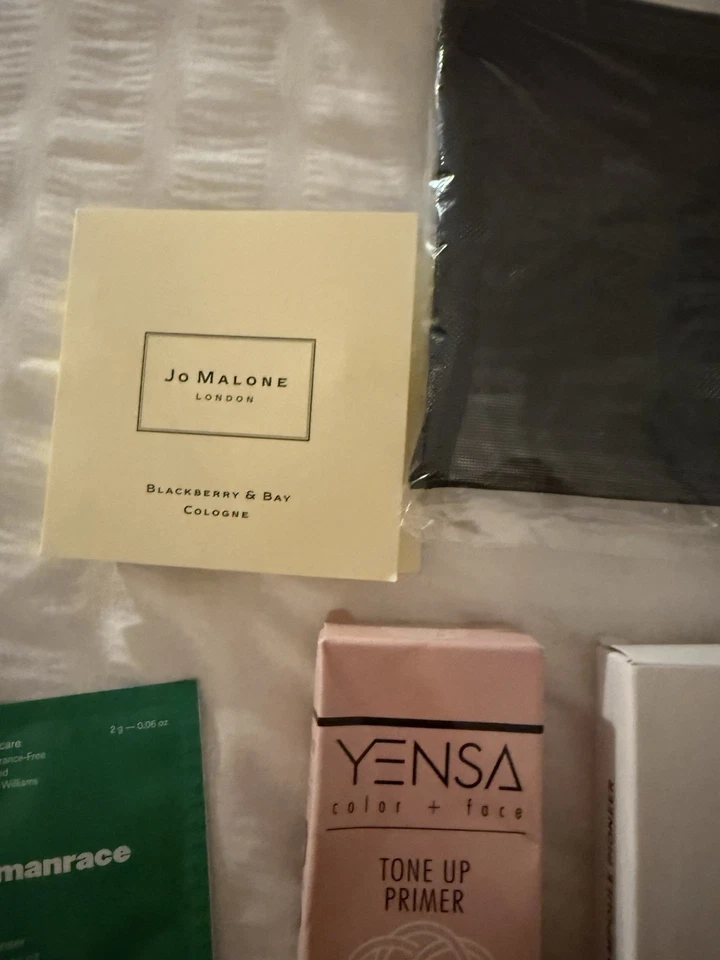 Jo Malone
London
Blackberry & Bay
Cologne
YENSA
color + face
TONE UP
PRIMER
2 g — 0.06 oz
care
rance-Free
Williams
manrace